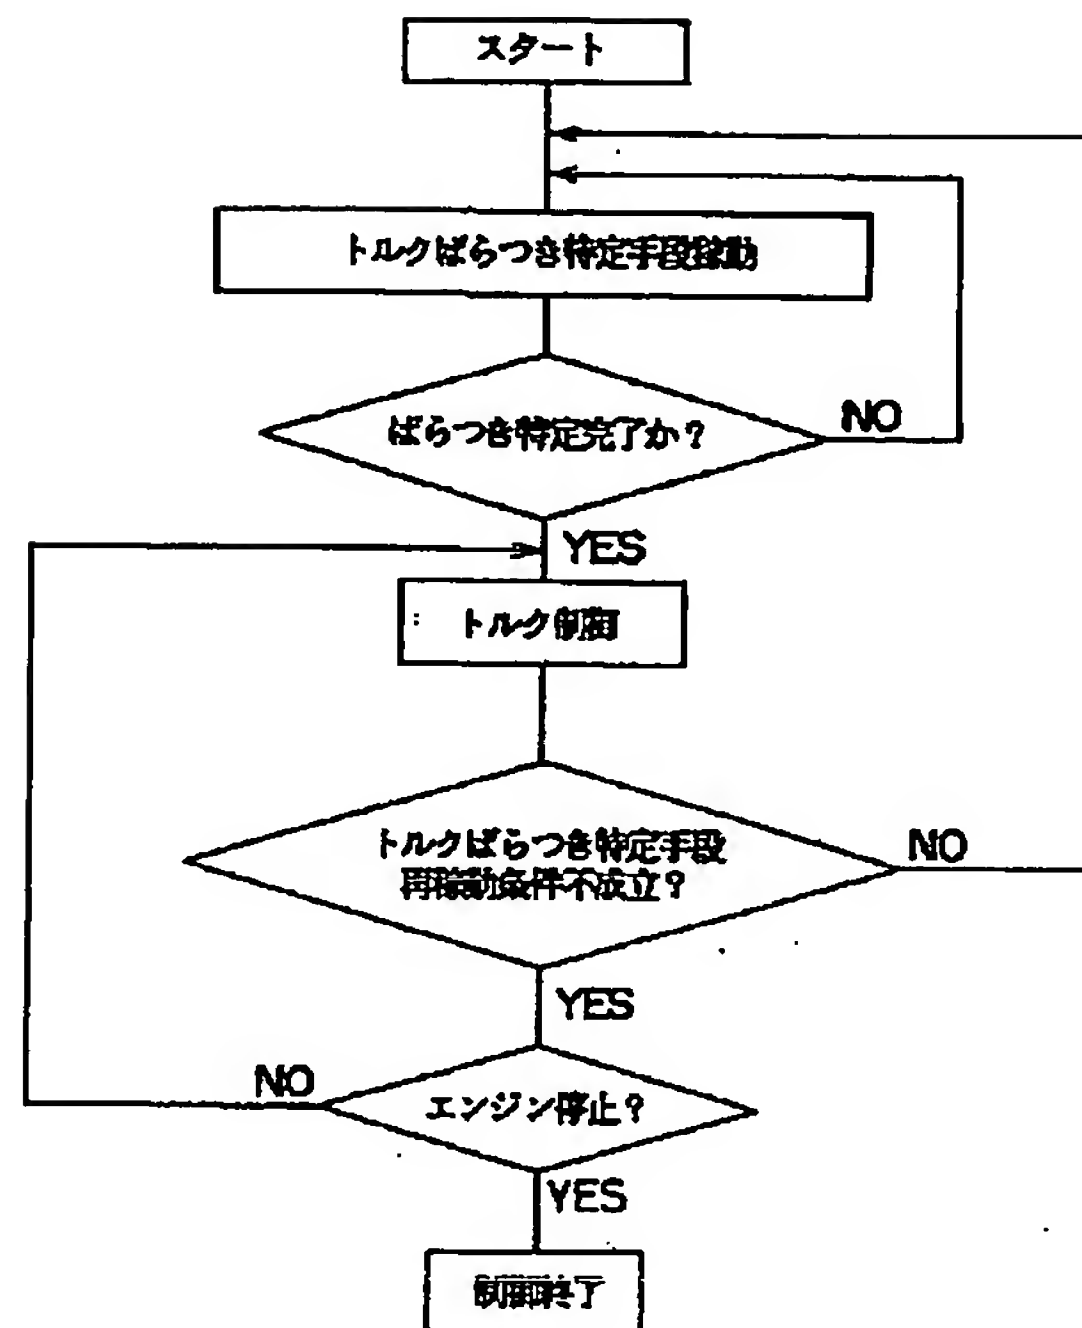 スタート
トルクばらつき特定手段稼動
ばらつき特定完了か?
NO
YES
トルク制御
トルクばらつき特定手段
再稼動条件不成立?
NO
YES
NO
エンジン停止?
YES
制御終了